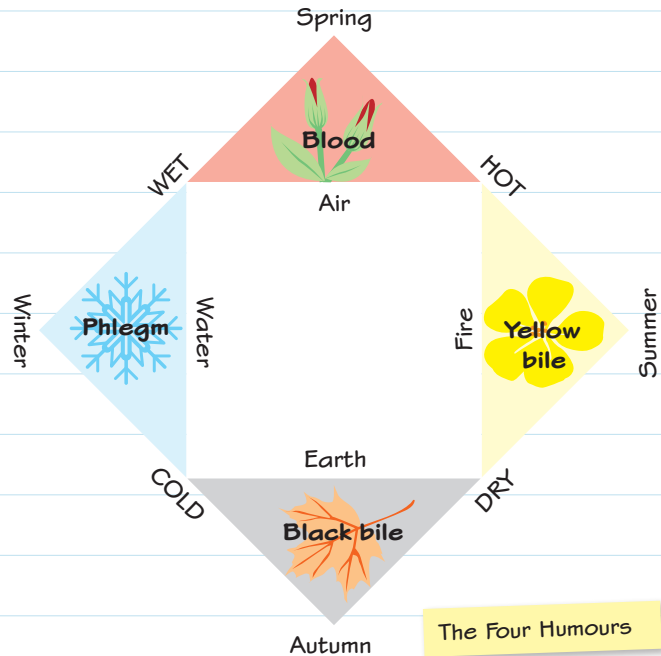 Spring
Blood
WET
HOT
Air
Winter
Phlegm
Water
Fire
Yellow
bile
Summer
Earth
COLD
DRY
Black bile
Autumn
The Four Humours